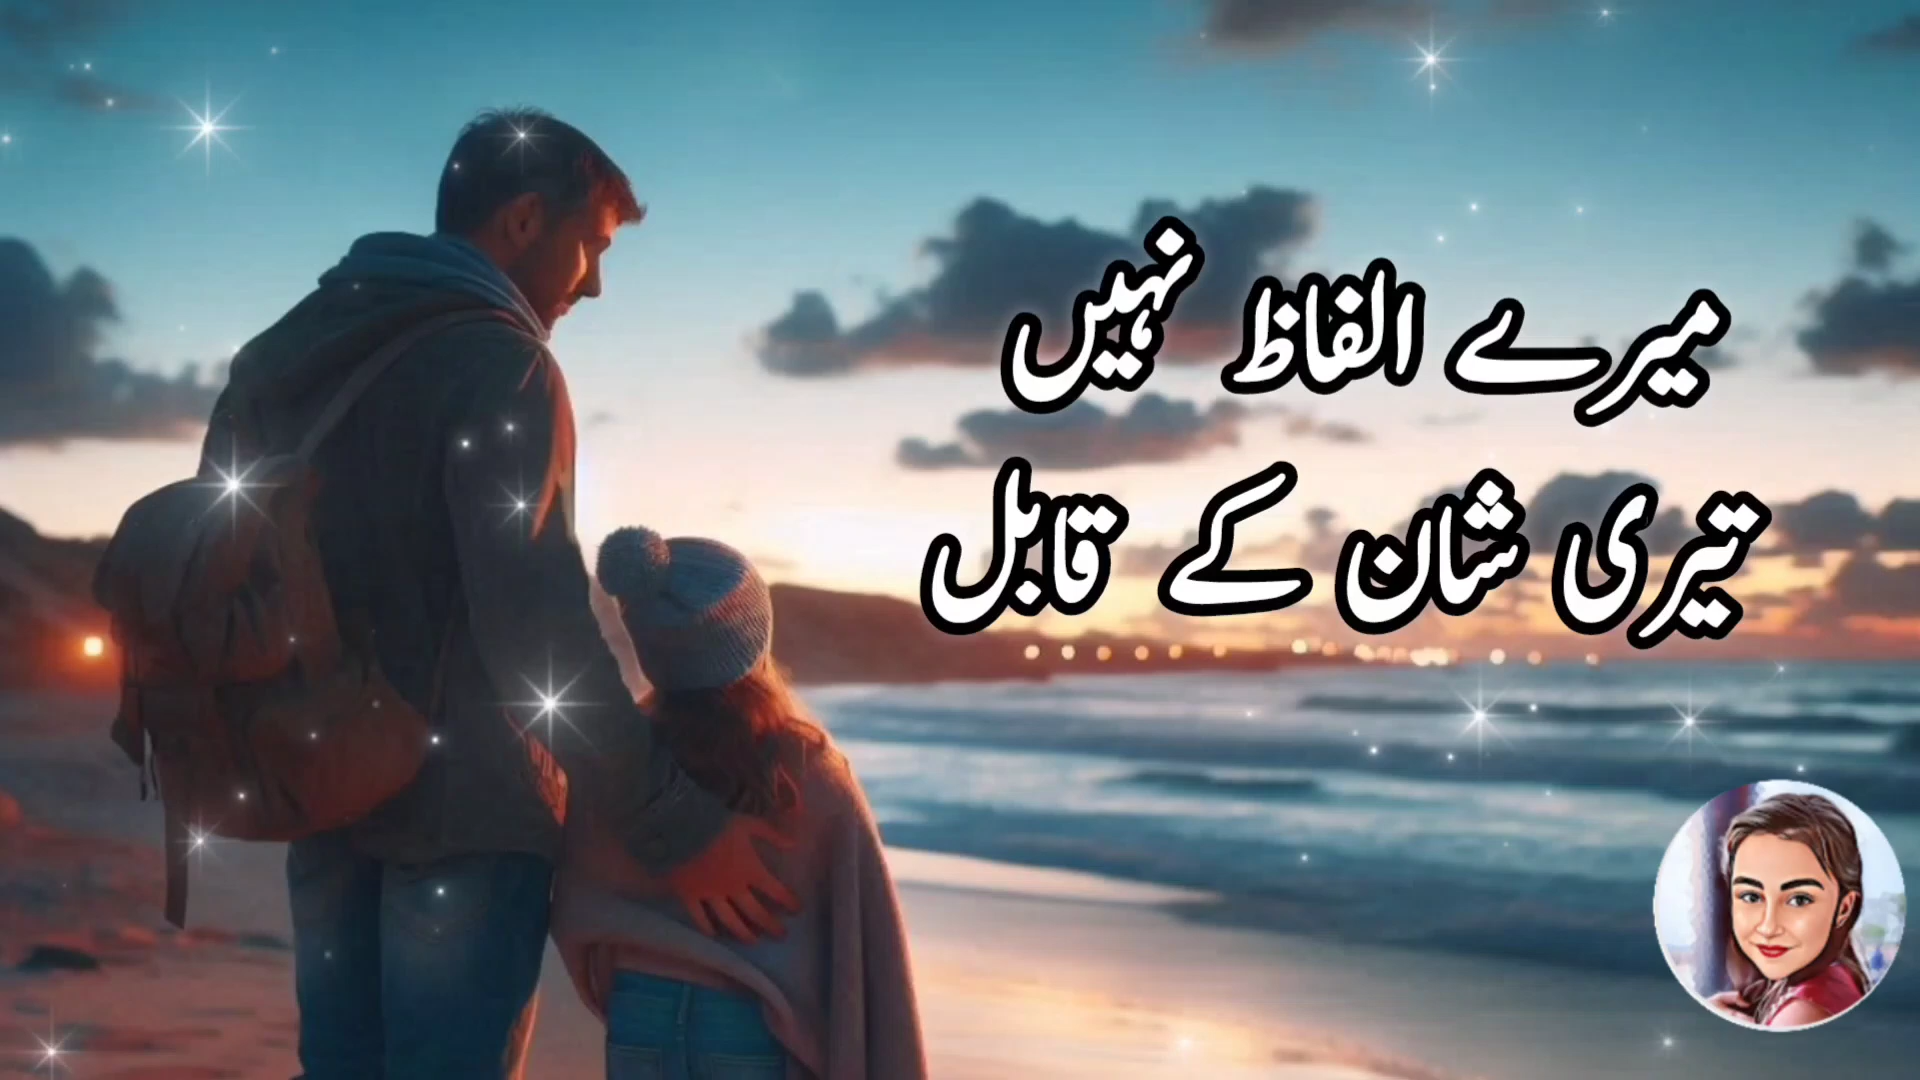 میرے الفاظ نہیں
تیری شان کے قابل